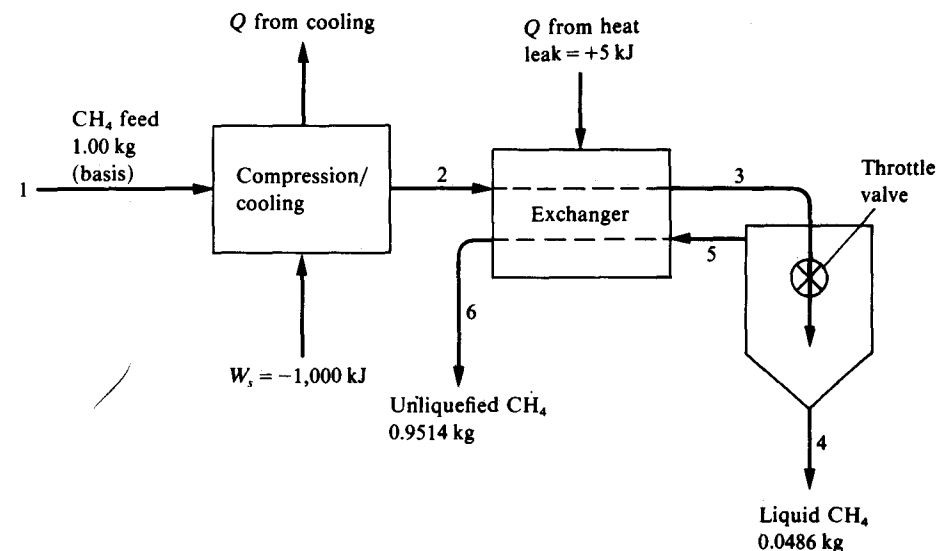 Q from cooling
Q from heat
leak = +5 kJ
CH₄ feed
1.00 kg
(basis)
1
Compression/
cooling
2
Exchanger
3
Throttle
valve
5
6
Wₛ = −1,000 kJ
Unliquefied CH₄
0.9514 kg
4
Liquid CH₄
0.0486 kg